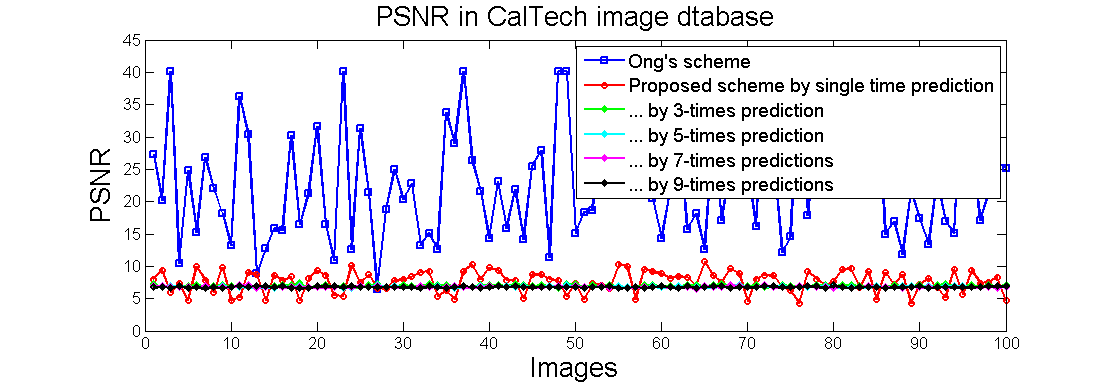 PSNR in CalTech image dtabase
PSNR
45
40
35
30
25
20
15
10
5
0
Ong's scheme
Proposed scheme by single time prediction
... by 3-times prediction
... by 5-times prediction
... by 7-times predictions
... by 9-times predictions
0 10 20 30 40 50 60 70 80 90 100
Images